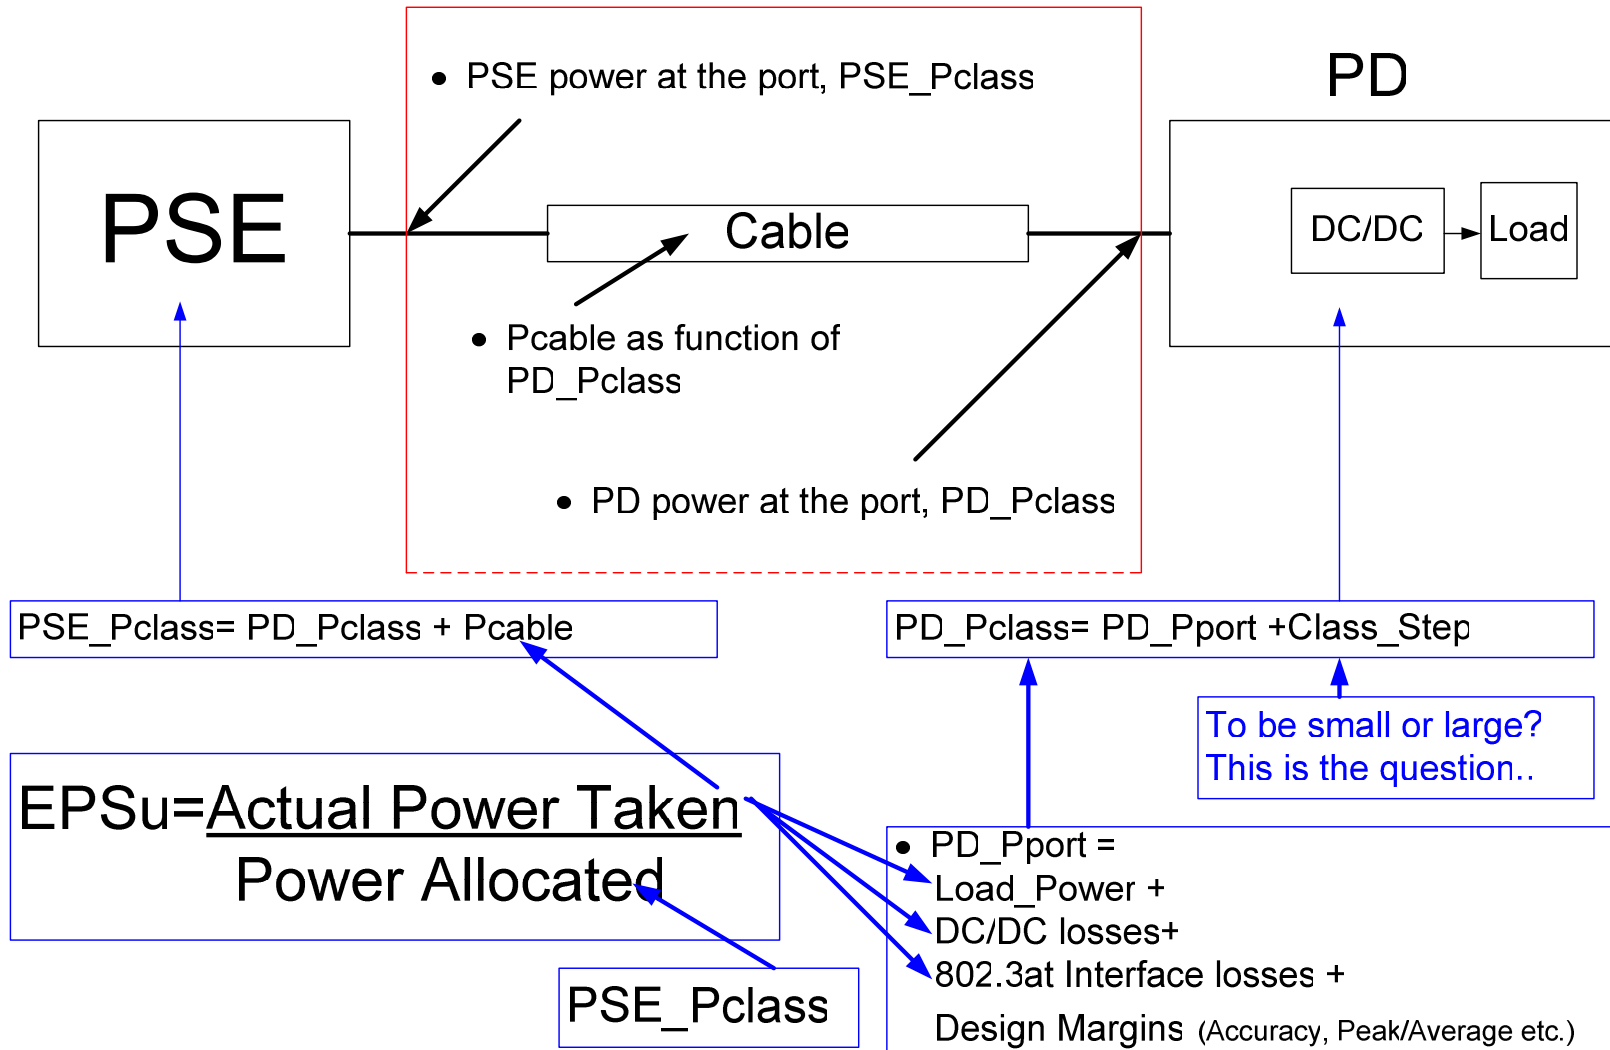 • PSE power at the port, PSE_Pclass
PD
PSE
Cable
DC/DC
Load
• Pcable as function of
PD_Pclass
• PD power at the port, PD_Pclass
PSE_Pclass= PD_Pclass + Pcable
PD_Pclass= PD_Pport +Class_Step
To be small or large?
This is the question..
EPSu=Actual Power Taken
Power Allocated
PSE_Pclass
• PD_Pport =
Load_Power +
DC/DC losses+
802.3at Interface losses +
Design Margins (Accuracy, Peak/Average etc.)